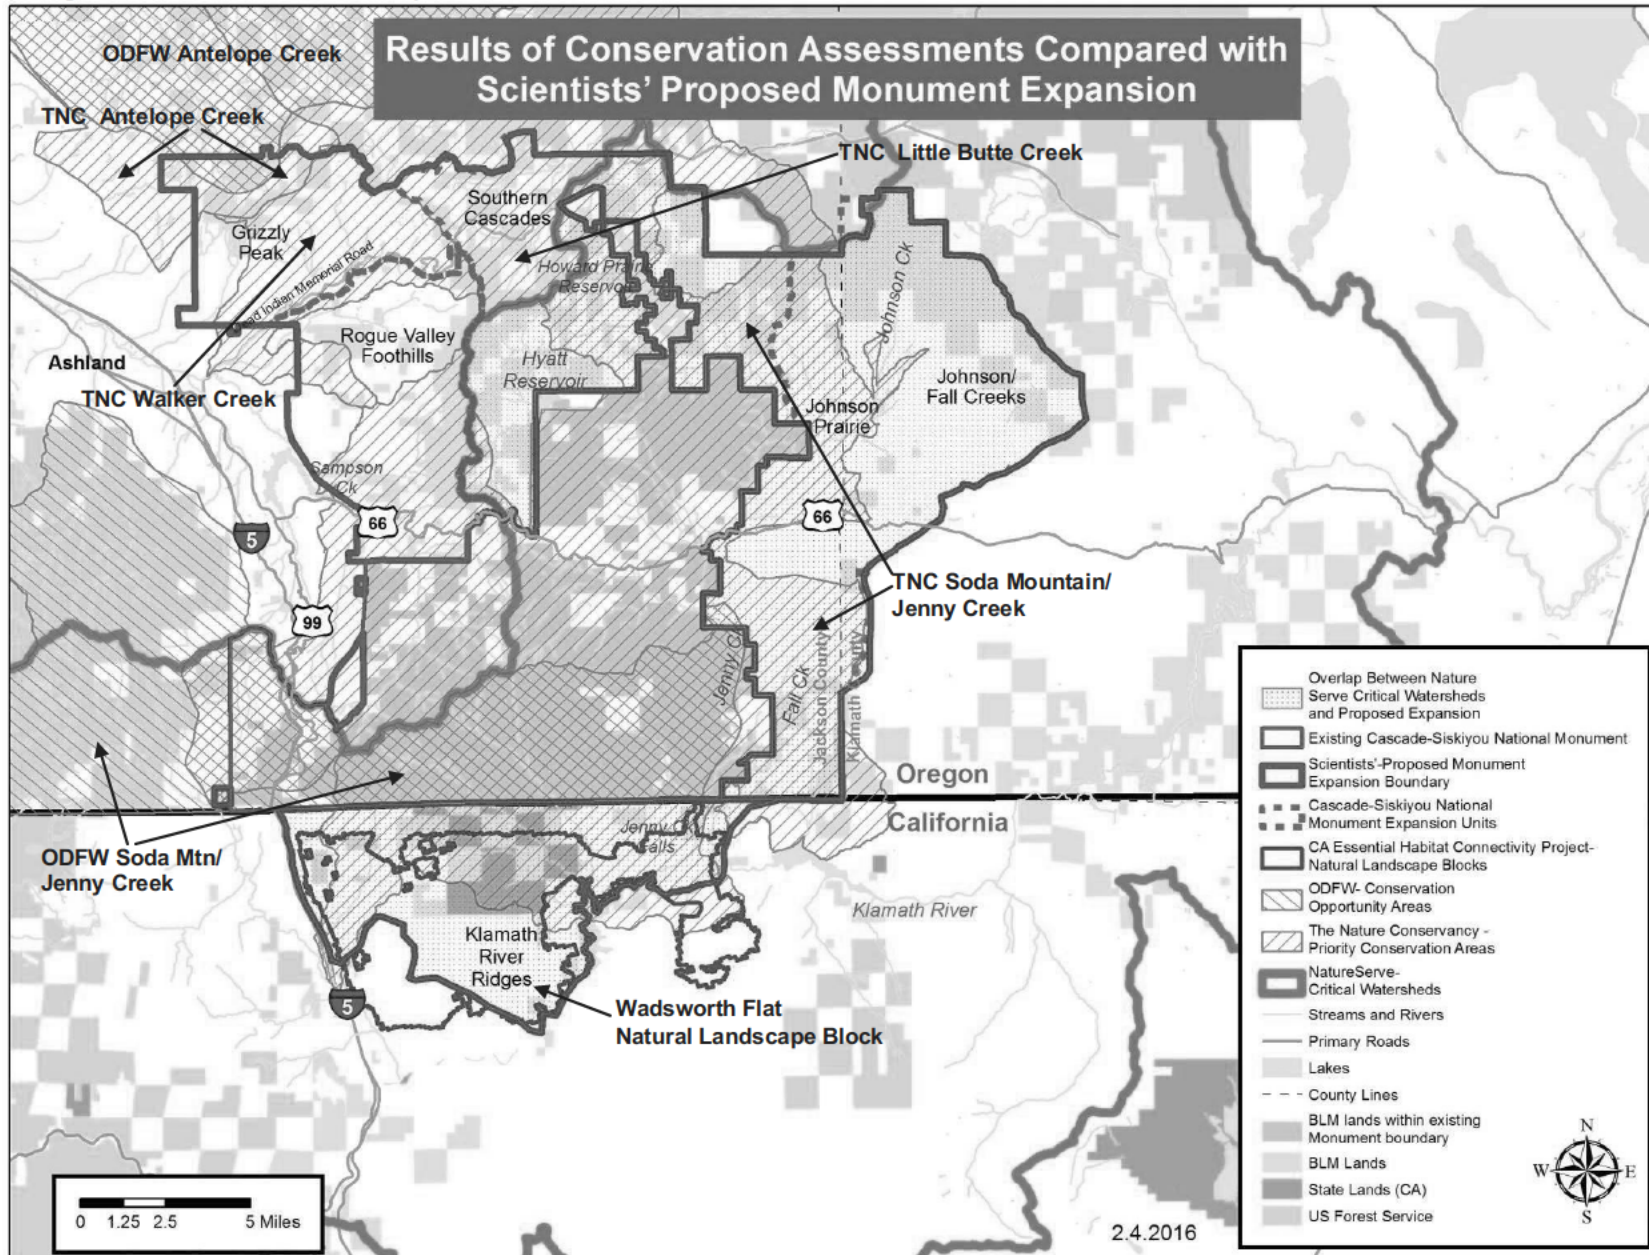 Results of Conservation Assessments Compared with
Scientists' Proposed Monument Expansion
ODFW Antelope Creek
TNC Antelope Creek
TNC Little Butte Creek
Southern
Cascades
Grizzly
Peak
Dead Indian Memorial Road
Howard Prairie
Reservoir
Johnson Ck
Rogue Valley
Foothills
Ashland
Hyatt
Reservoir
TNC Walker Creek
Johnson/
Fall Creeks
Johnson
Prairie
Sampson
Ck
66
66
5
TNC Soda Mountain/
Jenny Creek
99
Jenny Ck
Fall Ck
Jackson County
Klamath County
Oregon
California
Jenny Ck
Falls
ODFW Soda Mtn/
Jenny Creek
Klamath River
Klamath
River
Ridges
5
Wadsworth Flat
Natural Landscape Block
Overlap Between Nature
Serve Critical Watersheds
and Proposed Expansion
Existing Cascade-Siskiyou National Monument
Scientists'-Proposed Monument
Expansion Boundary
Cascade-Siskiyou National
Monument Expansion Units
CA Essential Habitat Connectivity Project-
Natural Landscape Blocks
ODFW- Conservation
Opportunity Areas
The Nature Conservancy -
Priority Conservation Areas
NatureServe-
Critical Watersheds
Streams and Rivers
Primary Roads
Lakes
County Lines
BLM lands within existing
Monument boundary
BLM Lands
State Lands (CA)
US Forest Service
N
W E
S
0 1.25 2.5 5 Miles
2.4.2016